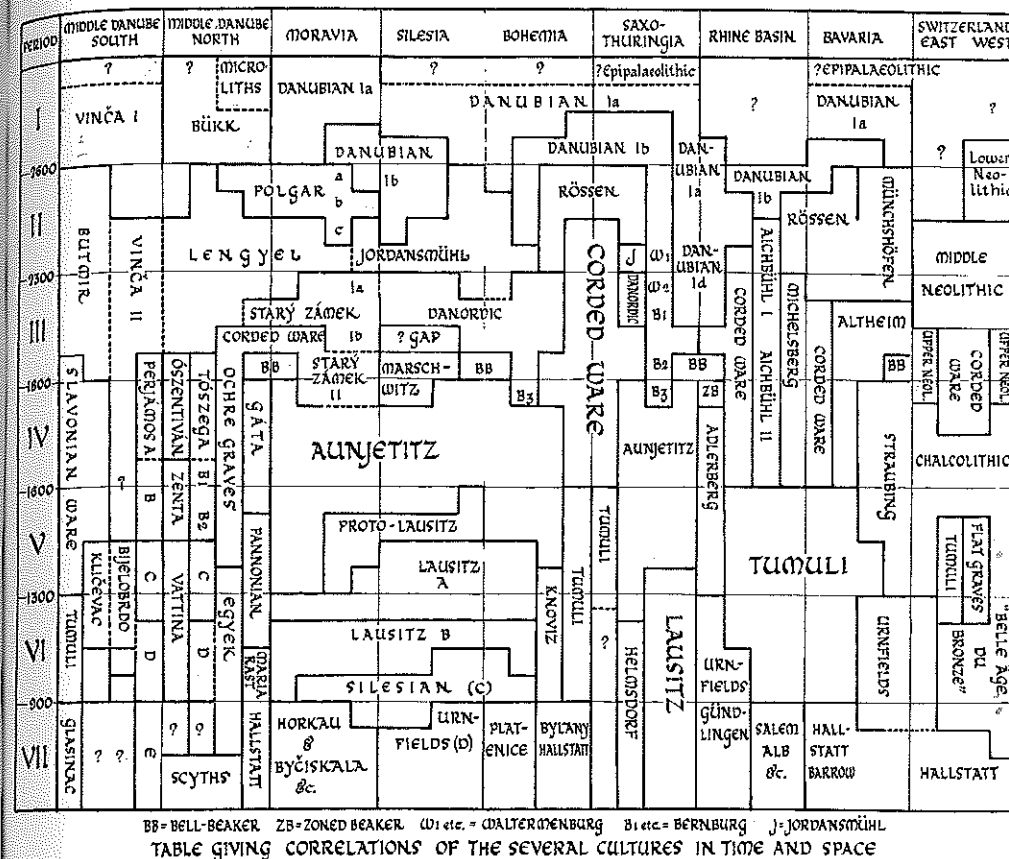 PERIOD
MIDDLE DANUBE SOUTH
MIDDLE DANUBE NORTH
MORAVIA
SILESIA
BOHEMIA
SAXO-THURINGIA
RHINE BASIN
BAVARIA
SWITZERLAND
EAST WEST
?
?
MICRO-
LITHS
?
?
?Epipalaeolithic
?EPIPALAEOLITHIC
I
VINČA I
BÜKK
DANUBIAN Ia
DANUBIAN Ia
?
DANUBIAN
Ia
?
DANUBIAN
Ib
DANUBIAN Ib
DAN-
UBIAN
Ia
?
Lower
Neo-
lithic
2600
DANUBIAN
Ib
II
POLGAR
a
b
c
RÖSSEN
RÖSSEN
MÜNCHSHÖFEN
BUTMIR
VINČA II
LENGYEL
JORDANSMÜHL
CORDED WARE
J
W1
DAN-
UBIAN
Id
AICHBÜHL I
MIDDLE
NEOLITHIC
2300
Ia
W2
DANORDIC
CORDED WARE
MICHELSBERG
III
STARÝ ZÁMEK
DANORDIC
B1
ALTHEIM
CORDED WARE
Ib
? GAP
UPPER NEOL.
CORDED
WARE
UPPER NEOL.
BB
STARÝ
ZÁMEK
II
MARSCH-
WITZ
BB
B2
BB
AICHBÜHL II
CORDED WARE
BB
1800
SLAVONIAN WARE
PERJÁMOS A
ÓSZENTIVÁN
TÓSZEGA
OCHRE GRAVES
GÁTA
B3
B3
ZB
IV
AUNJETITZ
AUNJETITZ
ADLERBERG
STRAUBING
CHALCOLITHIC
?
B
ZENTA
B1
1600
B2
PROTO-LAUSITZ
TUMULI
V
KLIČEVAC
BIJELOBRDO
C
VATTINA
C
PANNONIAN
LAUSITZ
A
KNOVIZ
TUMULI
TUMULI
TUMULI
FLAT GRAVES
1300
TUMULI
EGYEK
LAUSITZ B
?
LAUSITZ
VI
D
D
MARIA
RAST
SILESIAN (C)
HELMSDORF
URN-
FIELDS
URNFIELDS
BRONZE"
DU
"BELLE ÂGE
900
GLASINAC
?
?
e
?
?
HALLSTATT
HORKAU
&
BYČISKALA
&c.
URN-
FIELDS (D)
PLAT-
ENICE
BYLANY
HALLSTATT
GÜND-
LINGEN
SALEM
ALB
&c.
HALL-
STATT
BARROW
VII
SCYTHS
HALLSTATT
BB=BELL-BEAKER ZB=ZONED BEAKER W1 etc. = WALTERMENBURG B1 etc= BERNBURG J=JORDANSMÜHL
TABLE GIVING CORRELATIONS OF THE SEVERAL CULTURES IN TIME AND SPACE